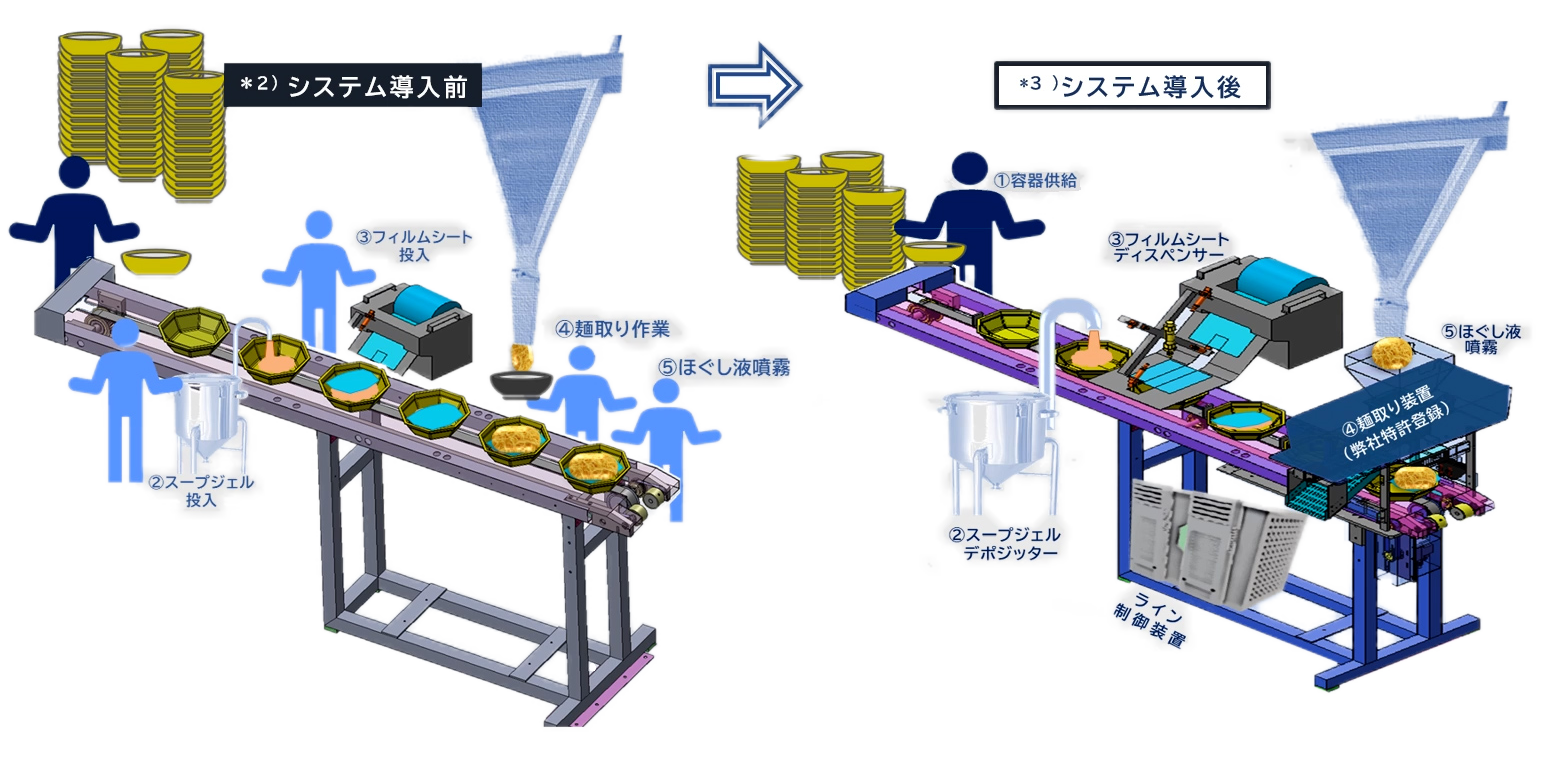 *2) システム導入前
③フィルムシート
投入
④麺取り作業
⑤ほぐし液噴霧
②スープジェル
投入
*3 )システム導入後
①容器供給
③フィルムシート
ディスペンサー
⑤ほぐし液
噴霧
④麺取り装置
(弊社特許登録)
②スープジェル
デポジッター
ライン
制御装置